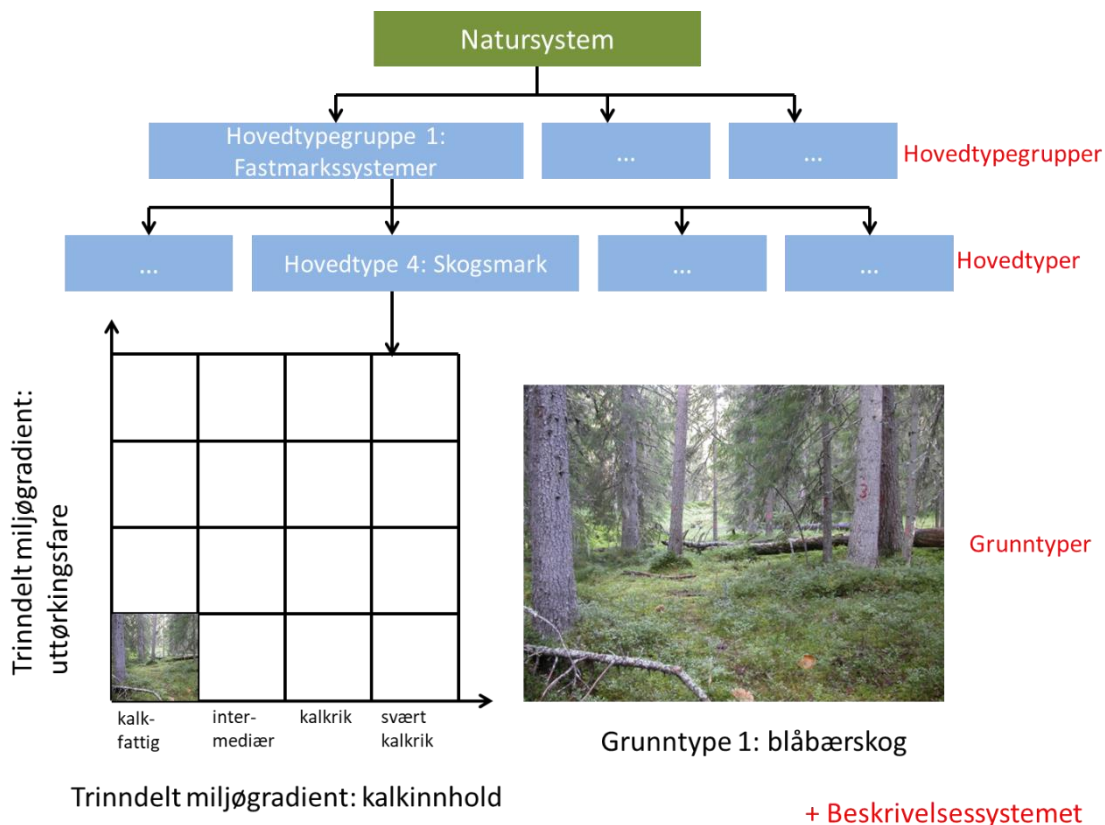 Natursystem
Hovedtypegruppe 1:
Fastmarkssystemer
...
...
Hovedtypegrupper
...
Hovedtype 4: Skogsmark
...
...
Hovedtyper
Trinndelt miljøgradient:
uttørkingsfare
Grunntyper
kalk-
fattig
inter-
mediær
kalkrik
svært
kalkrik
Grunntype 1: blåbærskog
Trinndelt miljøgradient: kalkinnhold
+ Beskrivelsessystemet